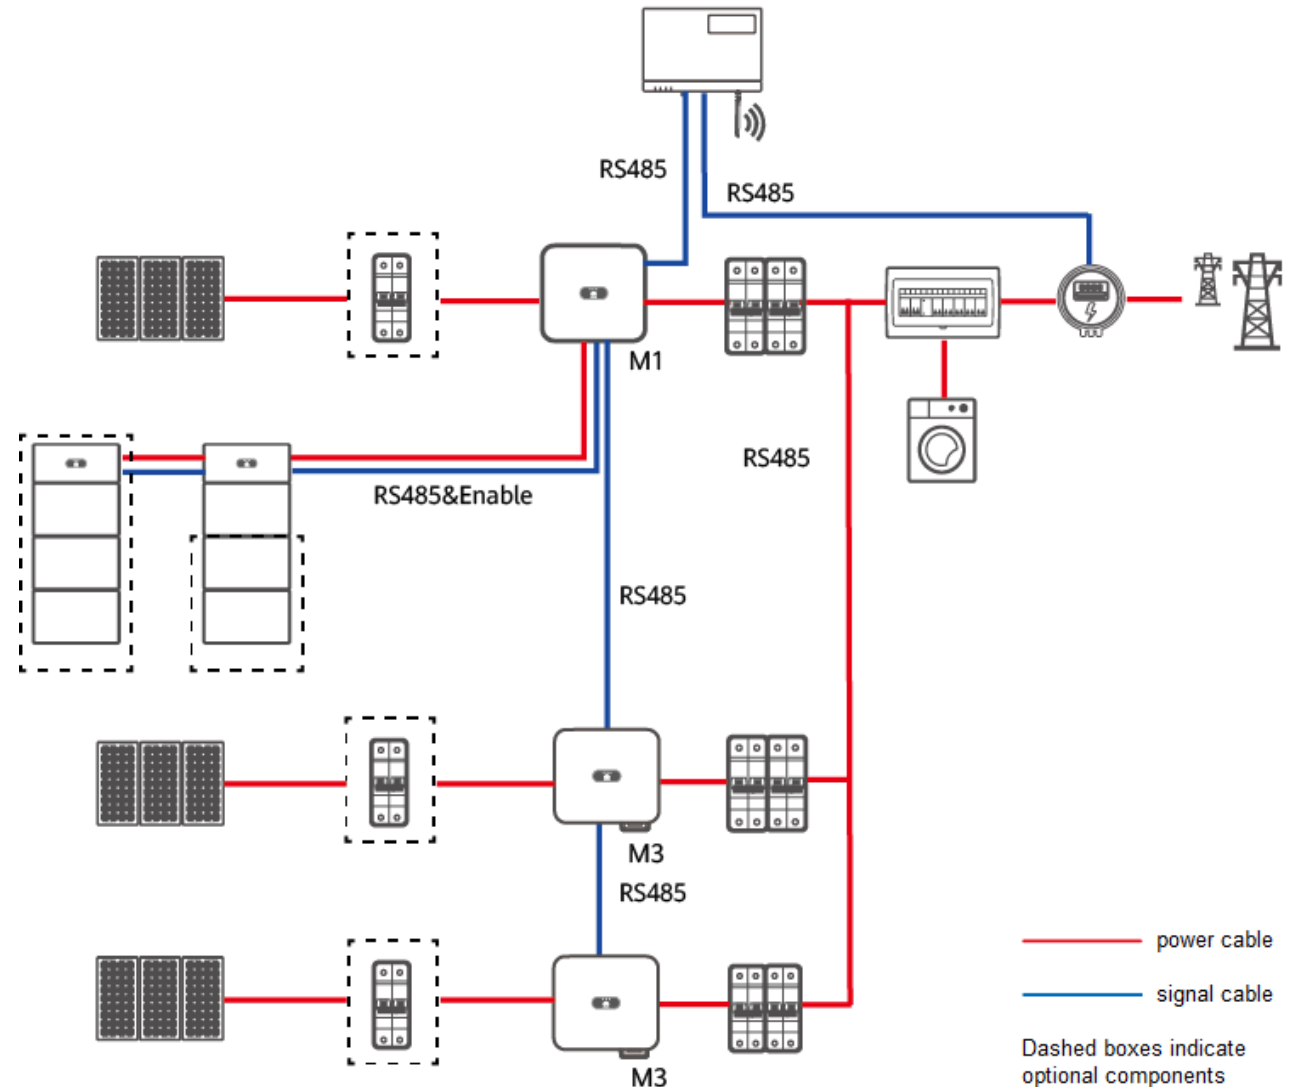 RS485
RS485
M1
RS485
RS485&Enable
RS485
M3
RS485
power cable
signal cable
Dashed boxes indicate
optional components
M3